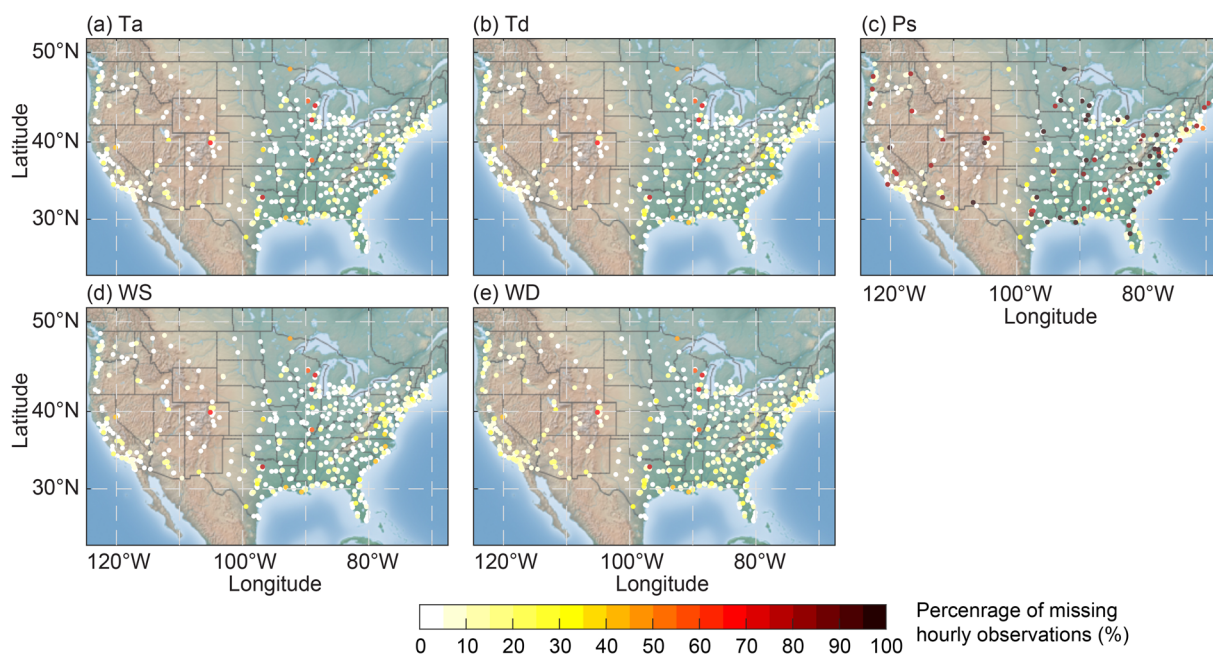 (a) Ta
(b) Td
(c) Ps
50°N
40°N
30°N
Latitude
120°W 100°W 80°W
Longitude
(d) WS
(e) WD
50°N
40°N
30°N
Latitude
120°W 100°W 80°W
Longitude
120°W 100°W 80°W
Longitude
0 10 20 30 40 50 60 70 80 90 100
Percenrage of missing
hourly observations (%)